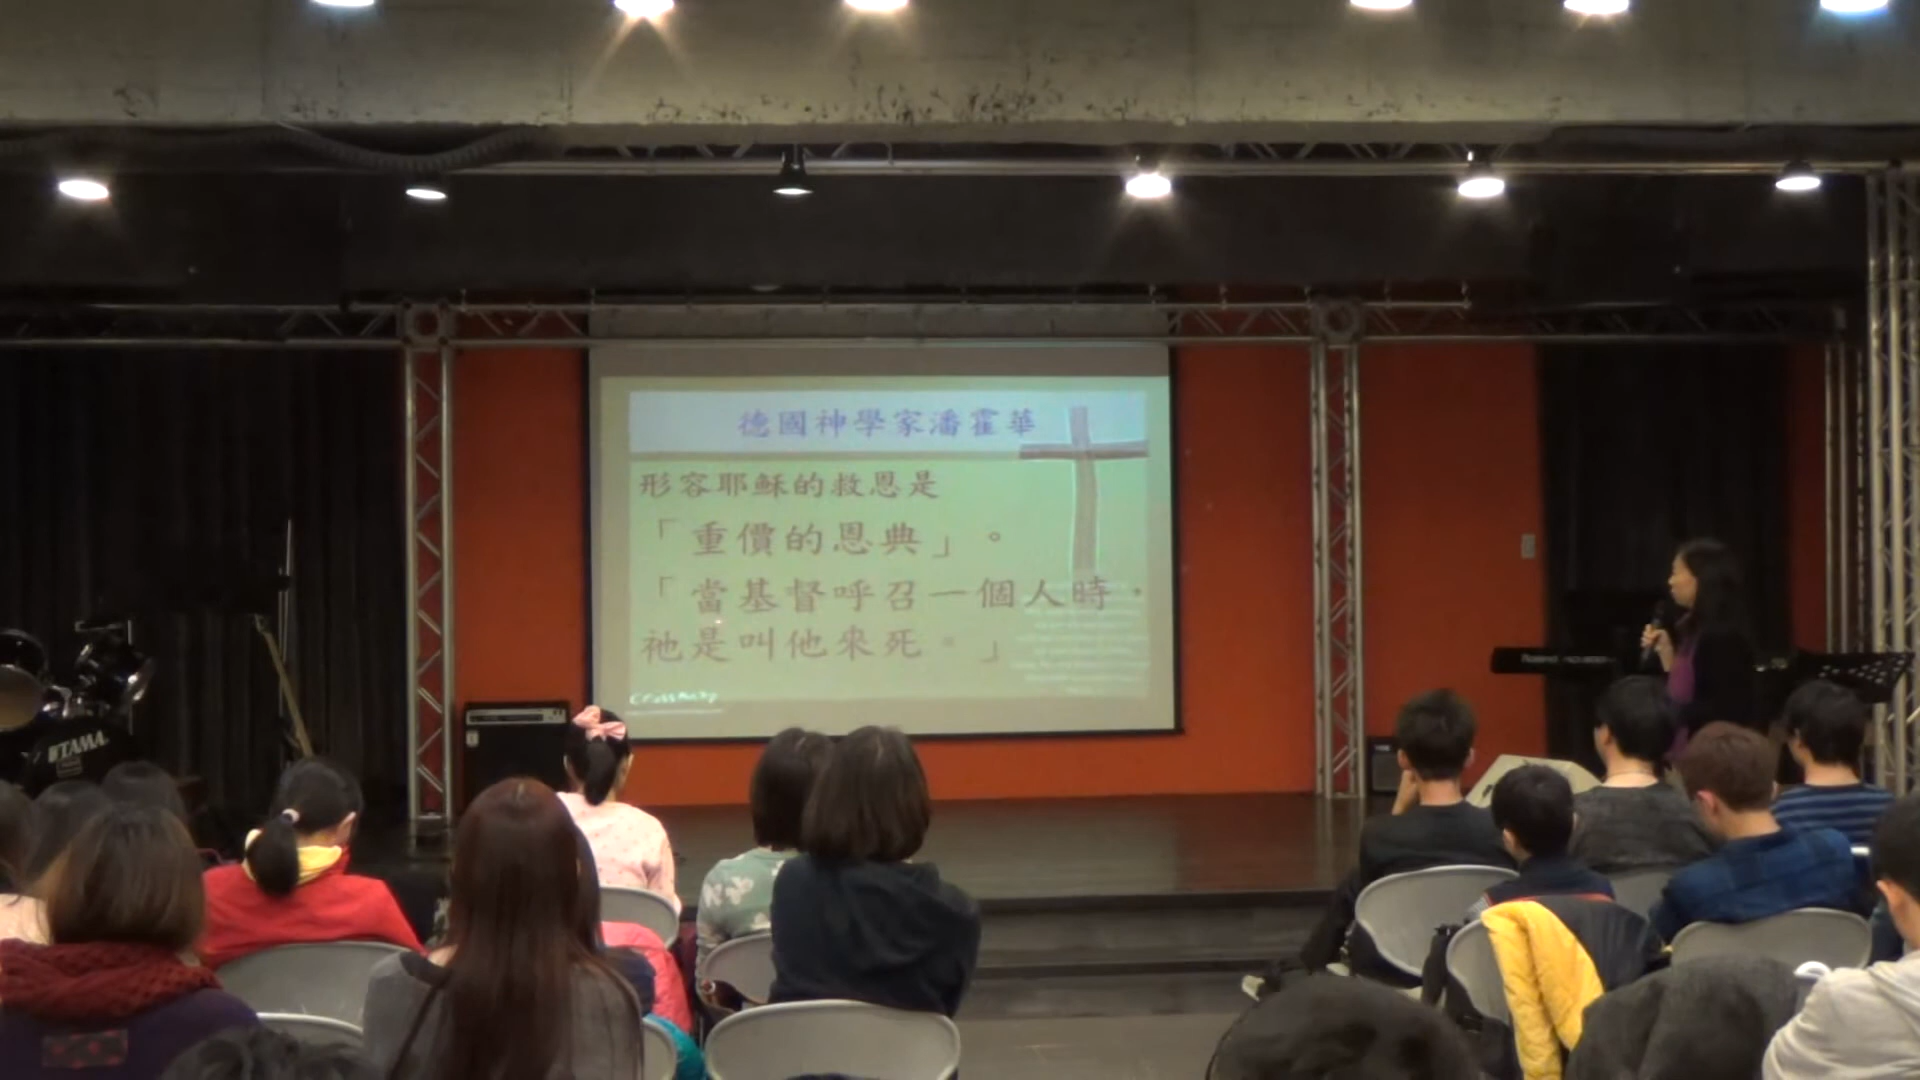 德國神學家潘霍華
形容耶穌的救恩是
「重價的恩典」。
「當基督呼召一個人時，
祂是叫他來死。」
TAMA
Roland